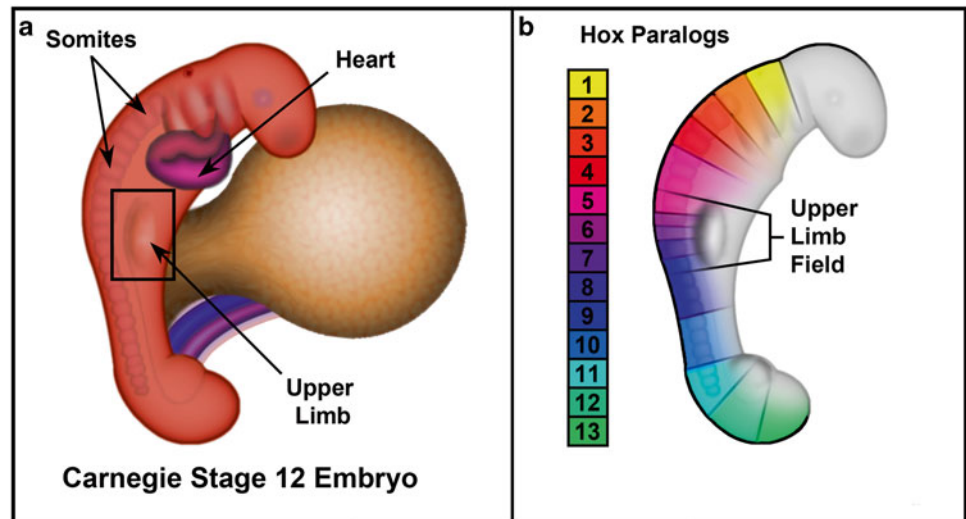 a
Somites
Heart
Upper
Limb
Carnegie Stage 12 Embryo
b
Hox Paralogs
1
2
3
4
5
6
7
8
9
10
11
12
13
Upper
Limb
Field